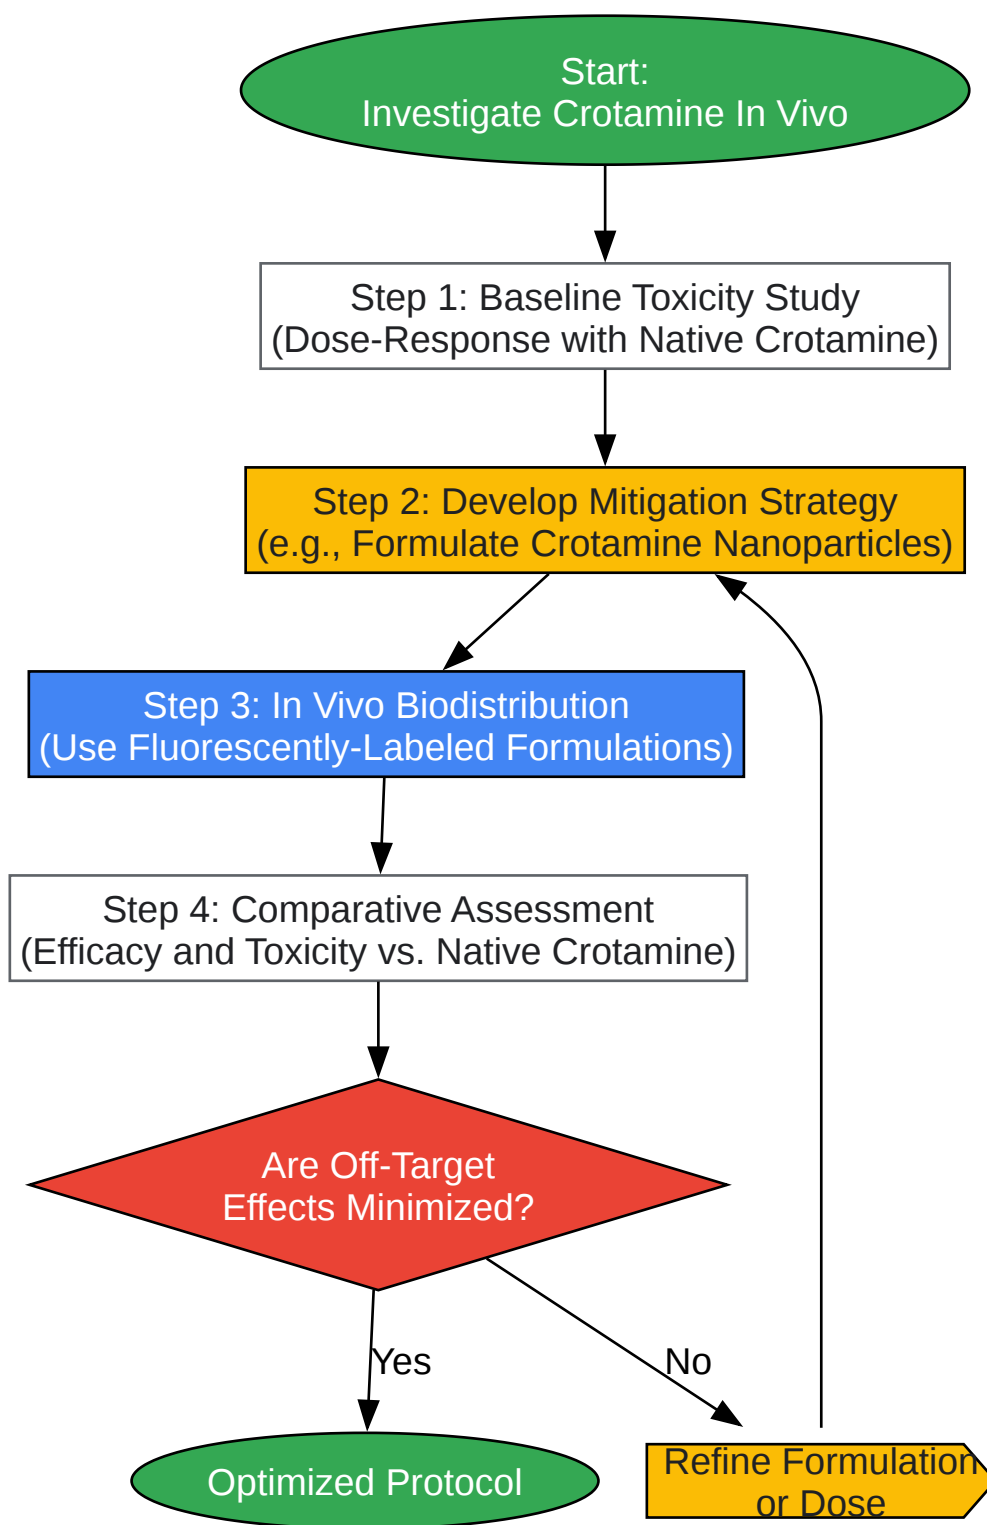 Start:
Investigate Crotamine In Vivo
Step 1: Baseline Toxicity Study
(Dose-Response with Native Crotamine)
Step 2: Develop Mitigation Strategy
(e.g., Formulate Crotamine Nanoparticles)
Step 3: In Vivo Biodistribution
(Use Fluorescently-Labeled Formulations)
Step 4: Comparative Assessment
(Efficacy and Toxicity vs. Native Crotamine)
Are Off-Target
Effects Minimized?
Yes
No
Optimized Protocol
Refine Formulation
or Dose